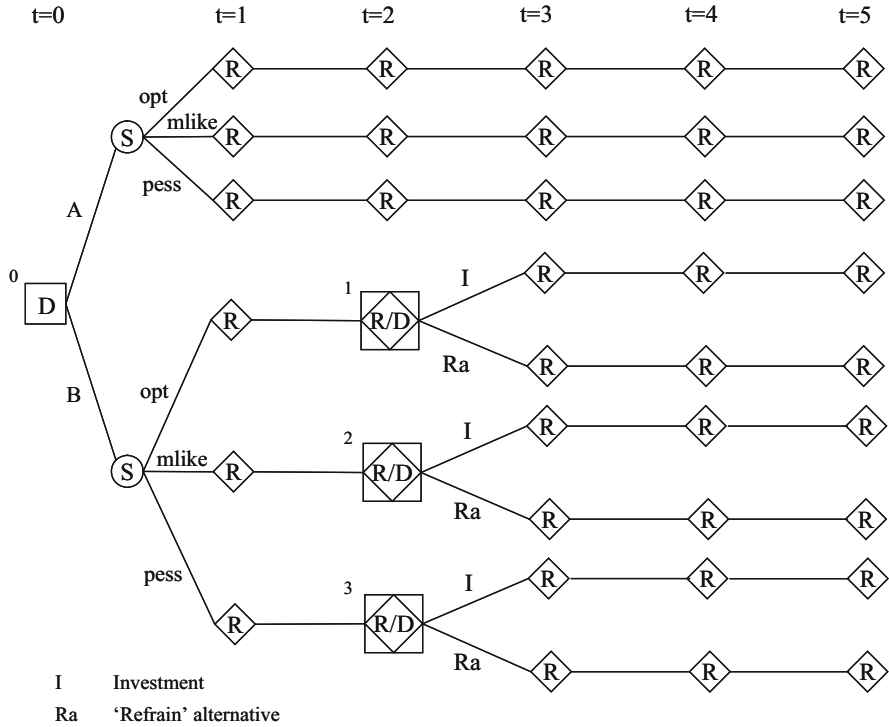 t=0 t=1 t=2 t=3 t=4 t=5
R R R R R
opt
mlike
S R R R R R
pess
R R R R R
A
0
D
I R R R
1
R R/D
Ra R R R
B
opt
I R R R
2
mlike
S R R/D
Ra R R R
pess
I R R R
3
R R/D
Ra R R R
I Investment
Ra ‘Refrain’ alternative